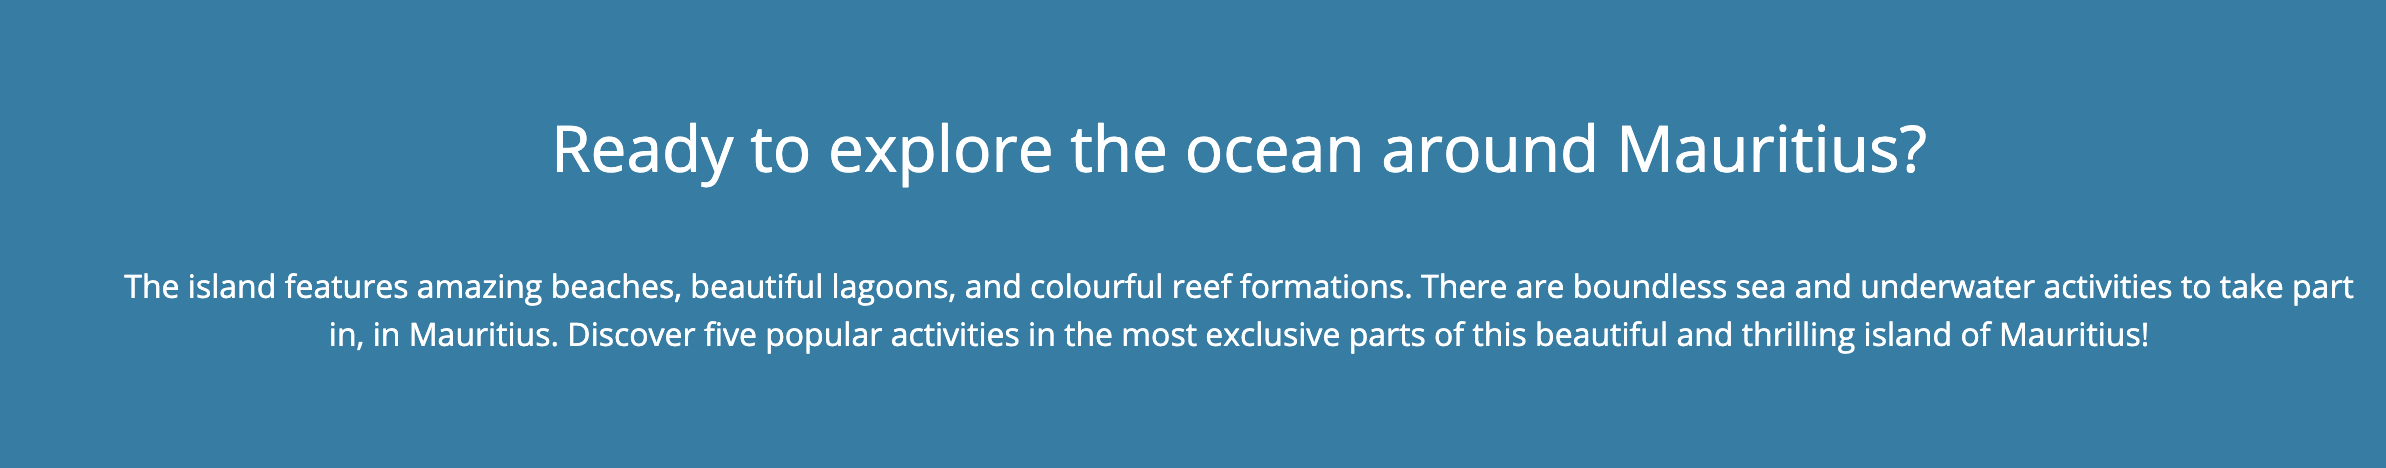 Ready to explore the ocean around Mauritius?
The island features amazing beaches, beautiful lagoons, and colourful reef formations. There are boundless sea and underwater activities to take part
in, in Mauritius. Discover five popular activities in the most exclusive parts of this beautiful and thrilling island of Mauritius!